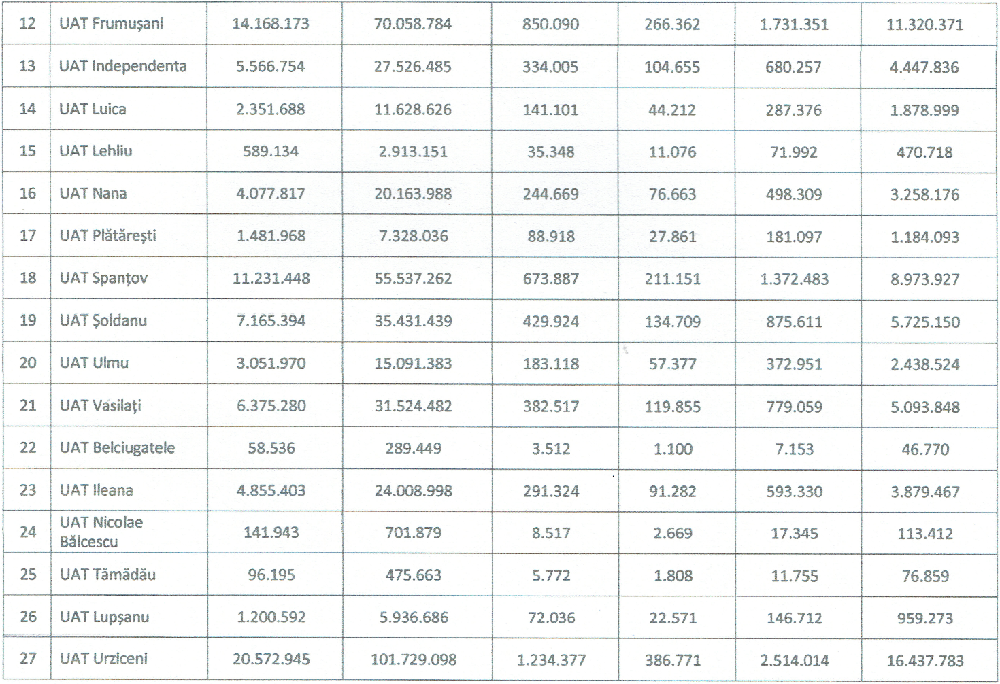 12 UAT Frumușani 14.168.173 70.058.784 850.090 266.362 1.731.351 11.320.371
13 UAT Independenta 5.566.754 27.526.485 334.005 104.655 680.257 4.447.836
14 UAT Luica 2.351.688 11.628.626 141.101 44.212 287.376 1.878.999
15 UAT Lehliu 589.134 2.913.151 35.348 11.076 71.992 470.718
16 UAT Nana 4.077.817 20.163.988 244.669 76.663 498.309 3.258.176
17 UAT Plătărești 1.481.968 7.328.036 88.918 27.861 181.097 1.184.093
18 UAT Spanțov 11.231.448 55.537.262 673.887 211.151 1.372.483 8.973.927
19 UAT Șoldanu 7.165.394 35.431.439 429.924 134.709 875.611 5.725.150
20 UAT Ulmu 3.051.970 15.091.383 183.118 57.377 372.951 2.438.524
21 UAT Vasilați 6.375.280 31.524.482 382.517 119.855 779.059 5.093.848
22 UAT Belciugatele 58.536 289.449 3.512 1.100 7.153 46.770
23 UAT Ileana 4.855.403 24.008.998 291.324 91.282 593.330 3.879.467
24 UAT Nicolae
Bălcescu 141.943 701.879 8.517 2.669 17.345 113.412
25 UAT Tămădău 96.195 475.663 5.772 1.808 11.755 76.859
26 UAT Lupșanu 1.200.592 5.936.686 72.036 22.571 146.712 959.273
27 UAT Urziceni 20.572.945 101.729.098 1.234.377 386.771 2.514.014 16.437.783